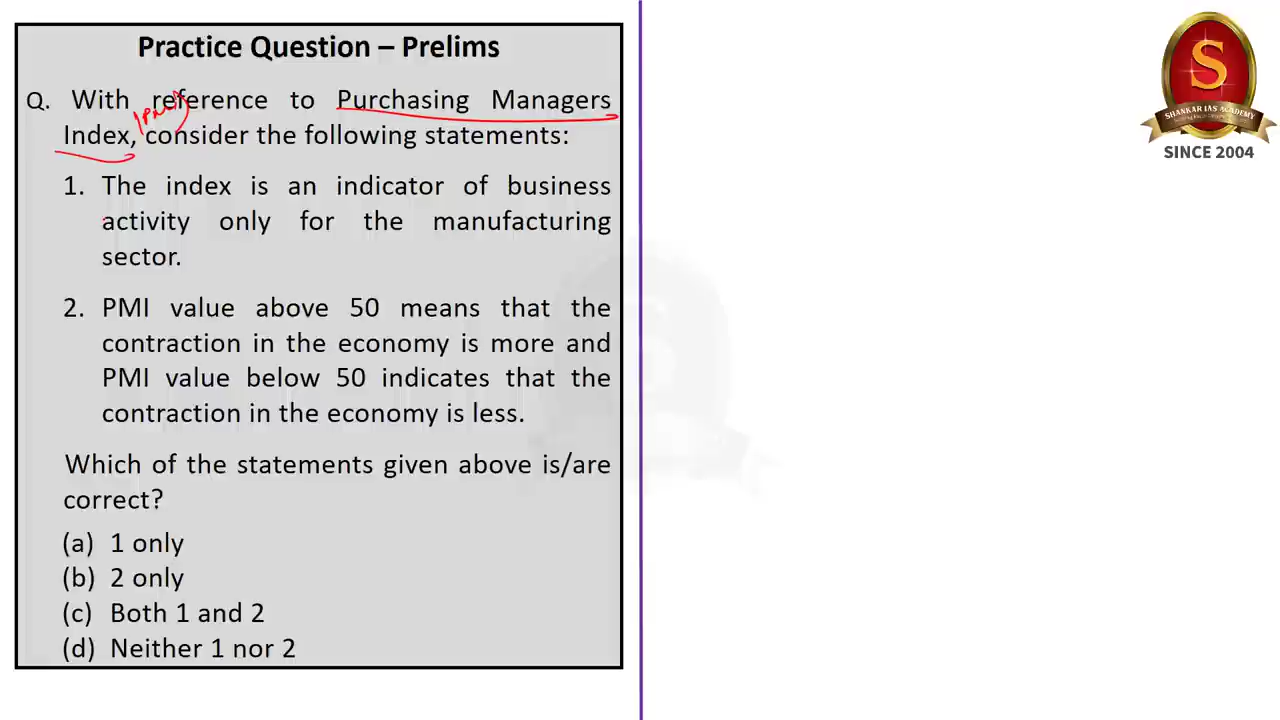 Practice Question – Prelims
Q. With reference to Purchasing Managers
(PMI)
Index, consider the following statements:
1. The index is an indicator of business
activity only for the manufacturing
sector.
2. PMI value above 50 means that the
contraction in the economy is more and
PMI value below 50 indicates that the
contraction in the economy is less.
Which of the statements given above is/are
correct?
(a) 1 only
(b) 2 only
(c) Both 1 and 2
(d) Neither 1 nor 2
S
SHANKAR IAS ACADEMY
SINCE 2004